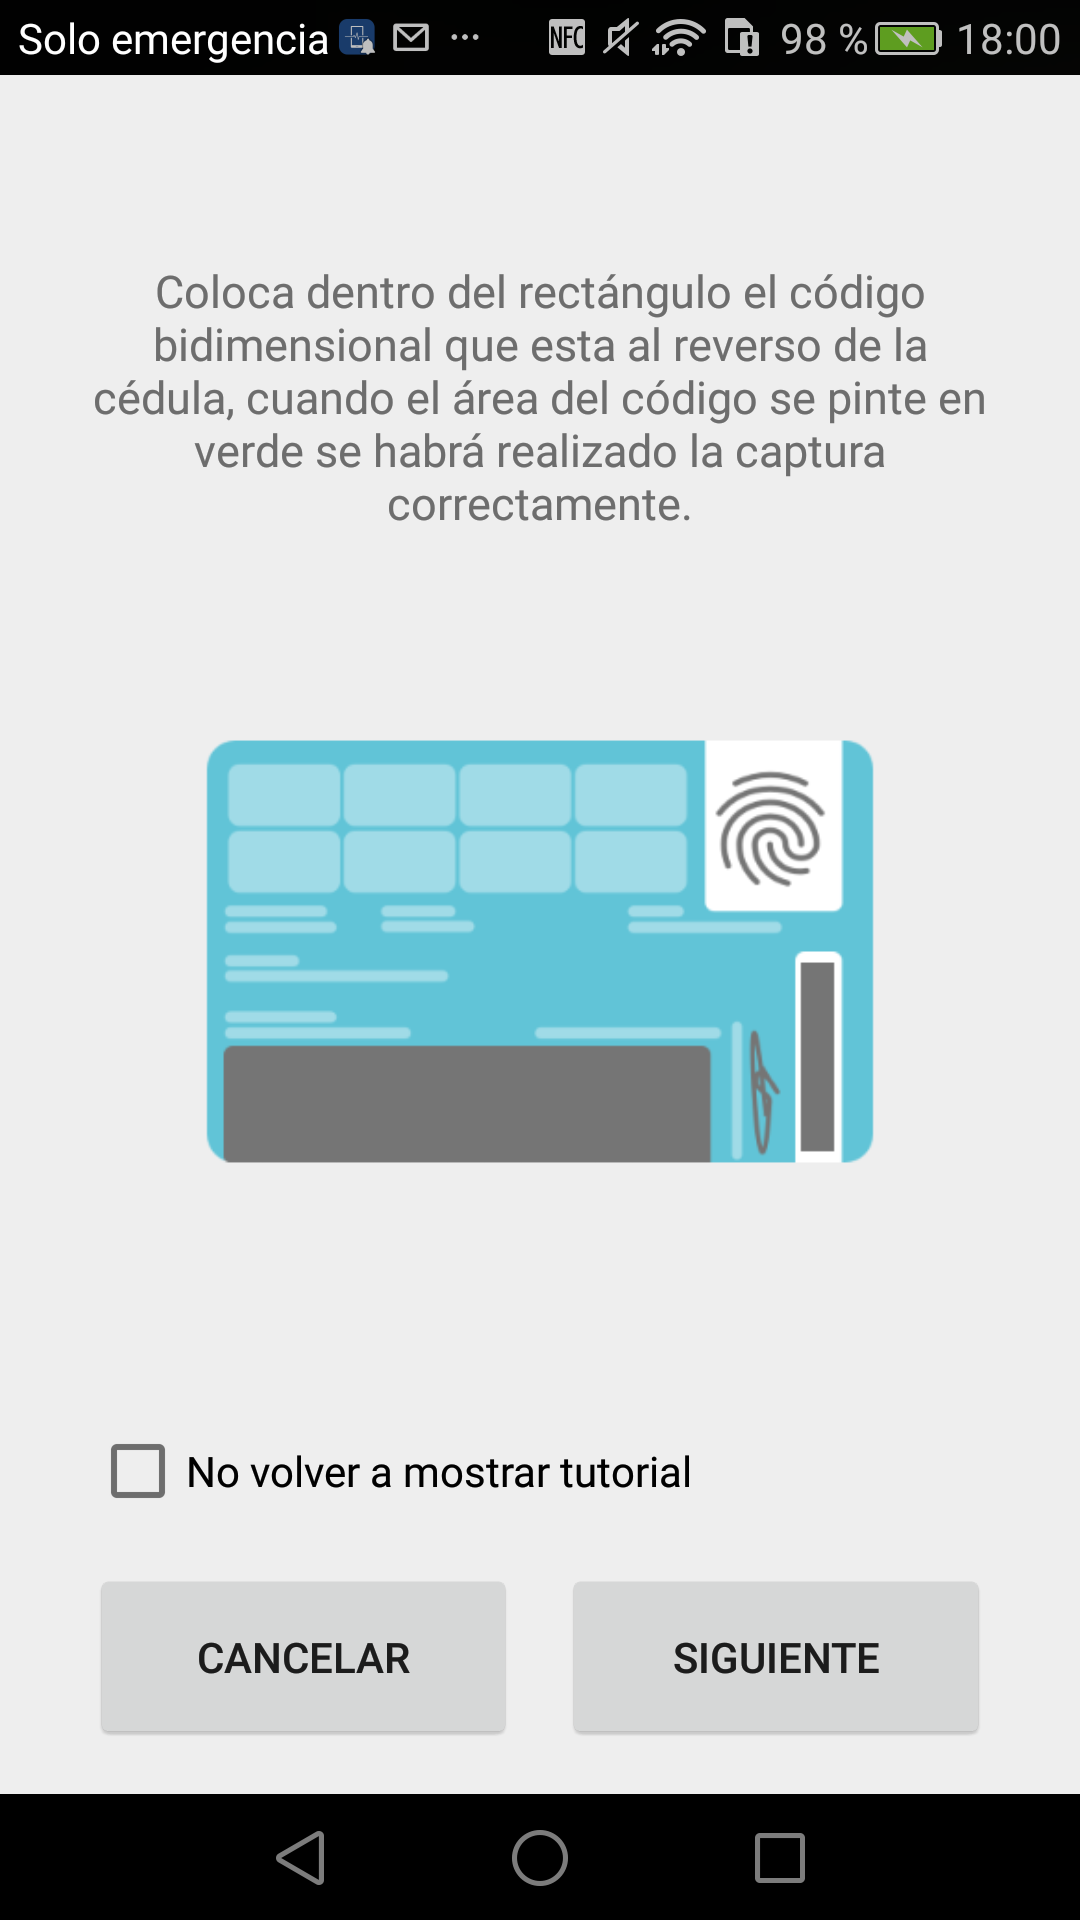 Solo emergencia NFC 98 % 18:00
Coloca dentro del rectángulo el código
bidimensional que esta al reverso de la
cédula, cuando el área del código se pinte en
verde se habrá realizado la captura
correctamente.
No volver a mostrar tutorial
CANCELAR SIGUIENTE